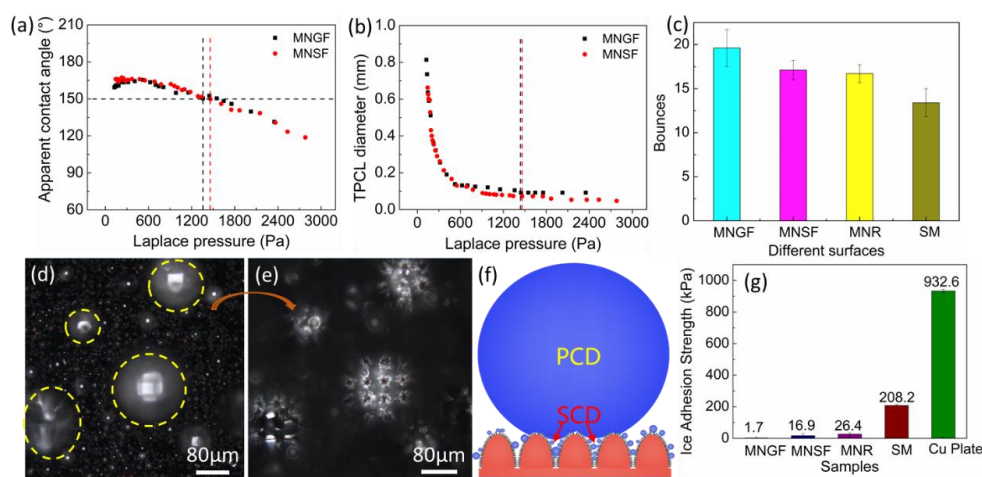 (a)
Apparent contact angle (°)
210
180
150
120
90
60
MNGF
MNSF
0 600 1200 1800 2400 3000
Laplace pressure (Pa)
(b)
TPCL diameter (mm)
1.0
0.8
0.6
0.4
0.2
0.0
MNGF
MNSF
0 600 1200 1800 2400 3000
Laplace pressure (Pa)
(c)
Bounces
20
15
10
5
0
MNGF MNSF MNR SM
Different surfaces
(d)
80μm
(e)
80μm
(f)
PCD
SCD
(g)
Ice Adhesion Strength (kPa)
1000
800
600
400
200
0
1.7
16.9
26.4
208.2
932.6
MNGF MNSF MNR SM Cu Plate
Samples